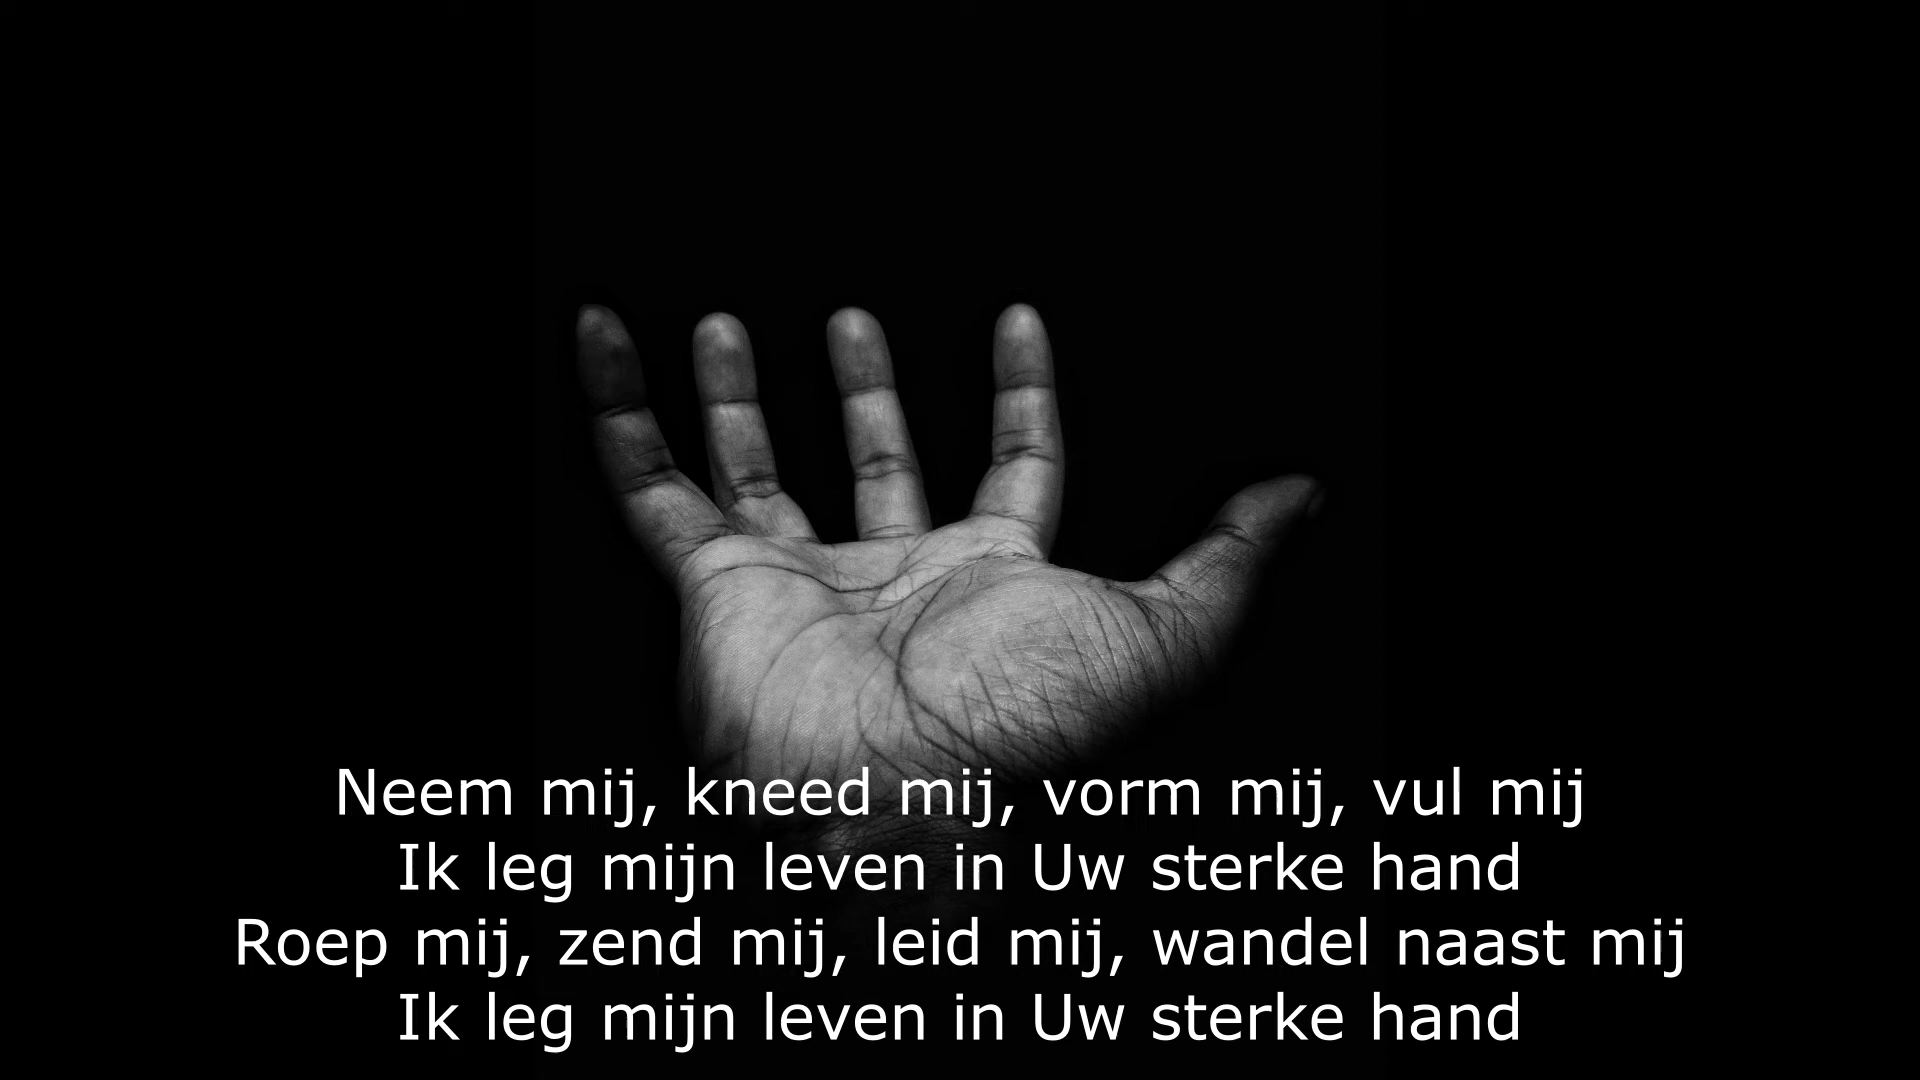 Neem mij, kneed mij, vorm mij, vul mij
Ik leg mijn leven in Uw sterke hand
Roep mij, zend mij, leid mij, wandel naast mij
Ik leg mijn leven in Uw sterke hand